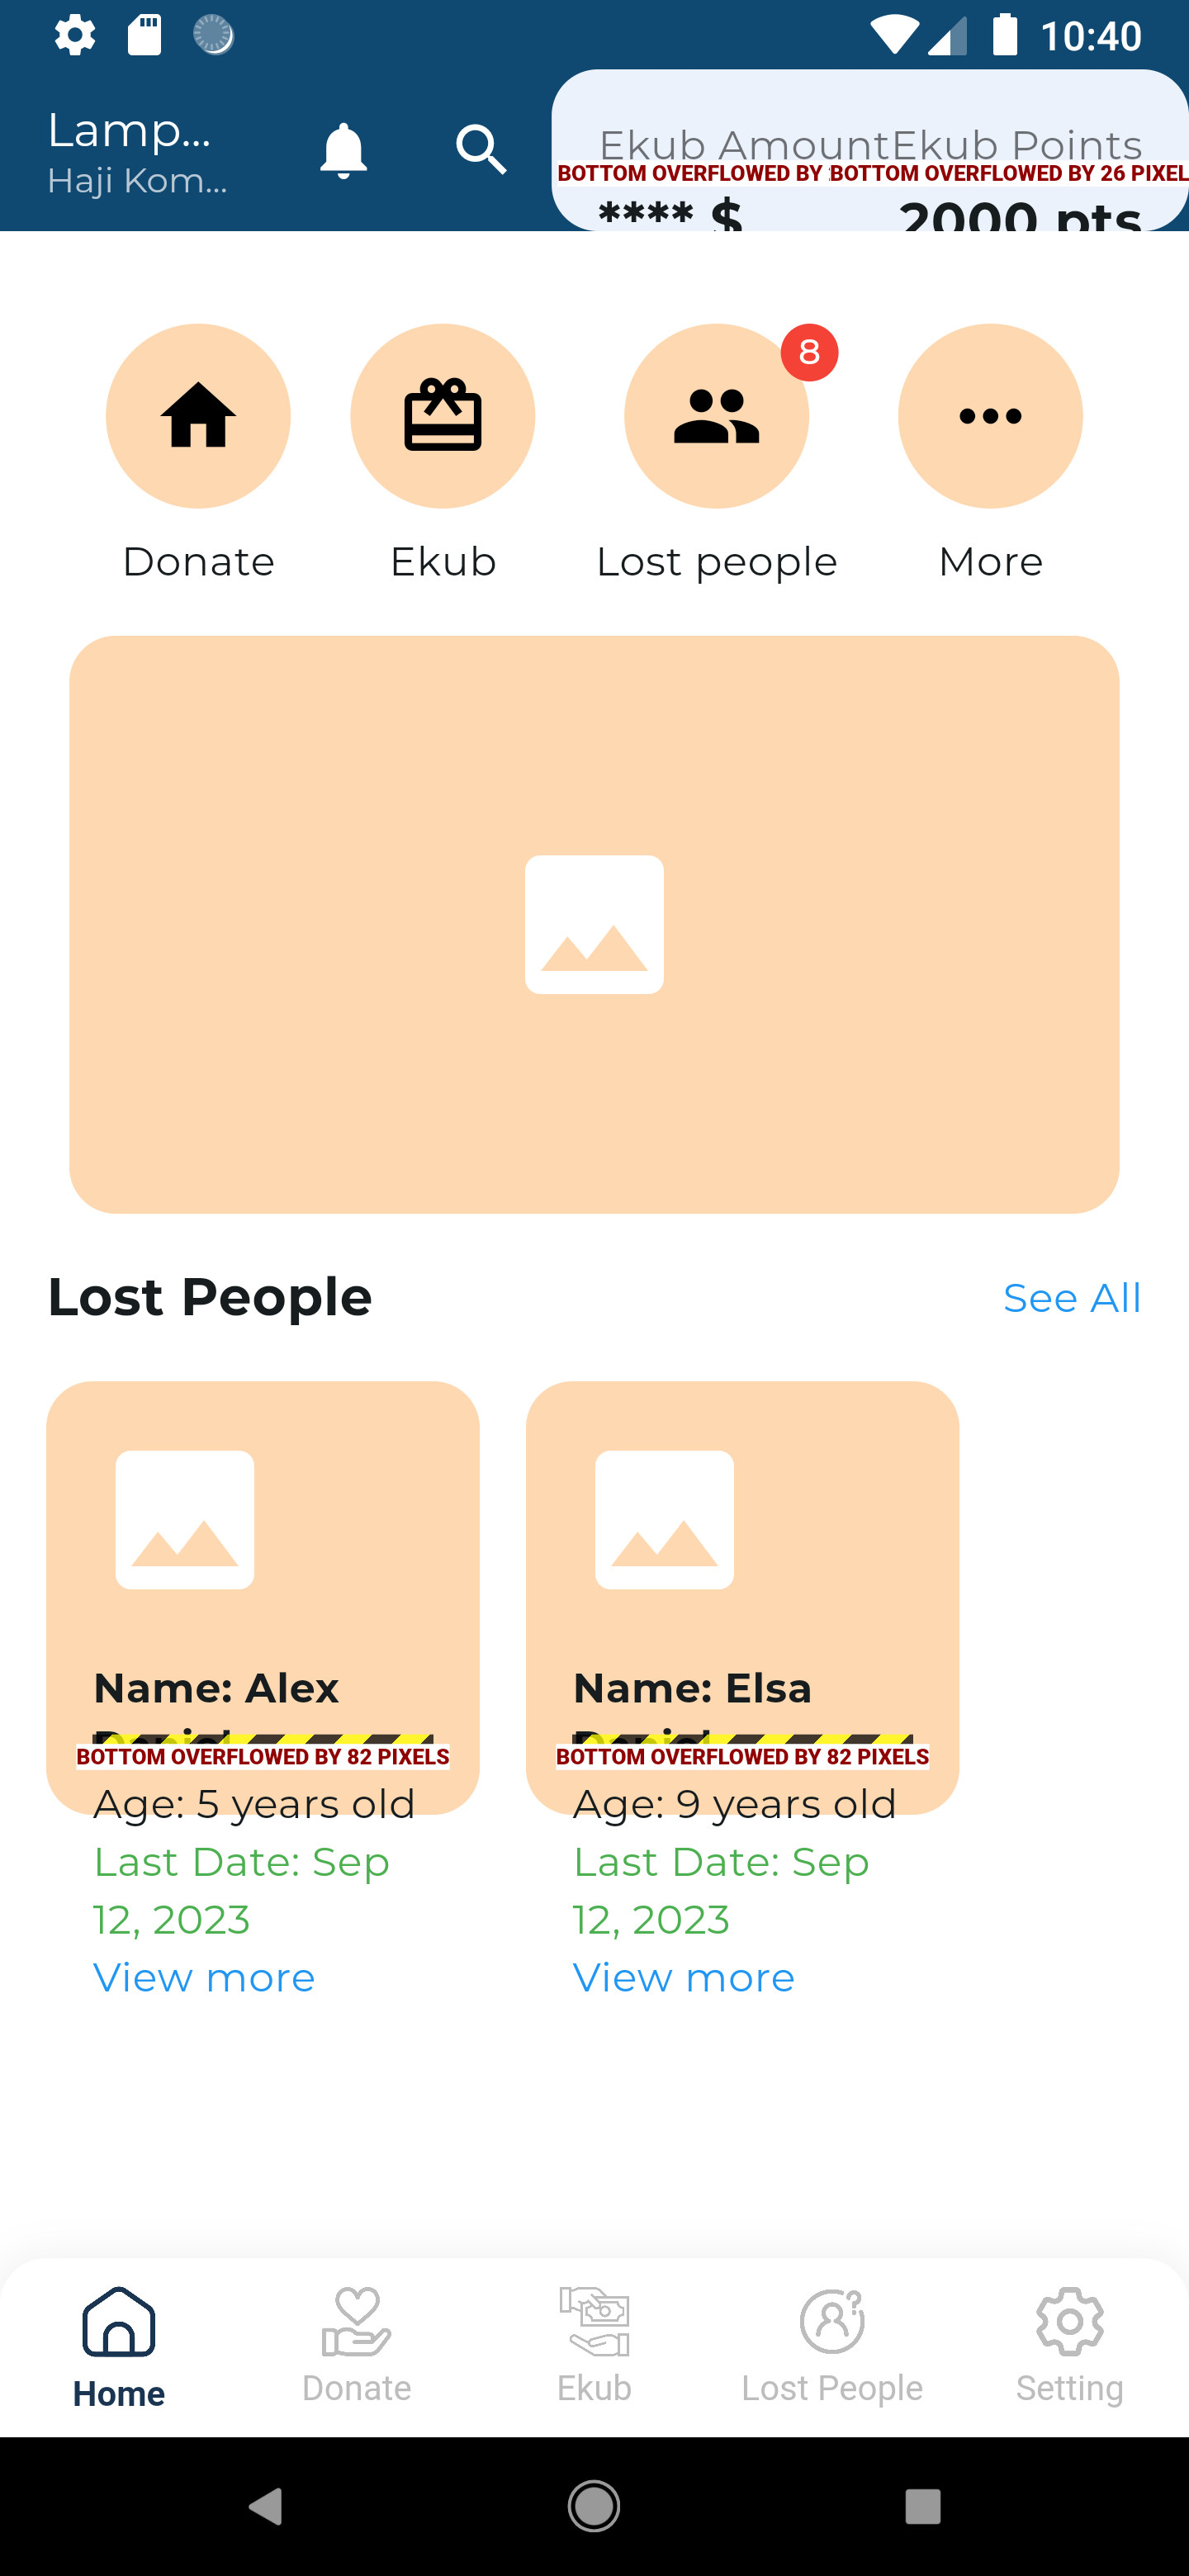 10:40
Lamp...
Haji Kom...
Ekub Amount Ekub Points
BOTTOM OVERFLOWED BY BOTTOM OVERFLOWED BY 26 PIXEL
**** $ 2000 pts
8
Donate Ekub Lost people More
Lost People See All
Name: Alex
BOTTOM OVERFLOWED BY 82 PIXELS
Age: 5 years old
Last Date: Sep
12, 2023
View more
Name: Elsa
BOTTOM OVERFLOWED BY 82 PIXELS
Age: 9 years old
Last Date: Sep
12, 2023
View more
Home Donate Ekub Lost People Setting